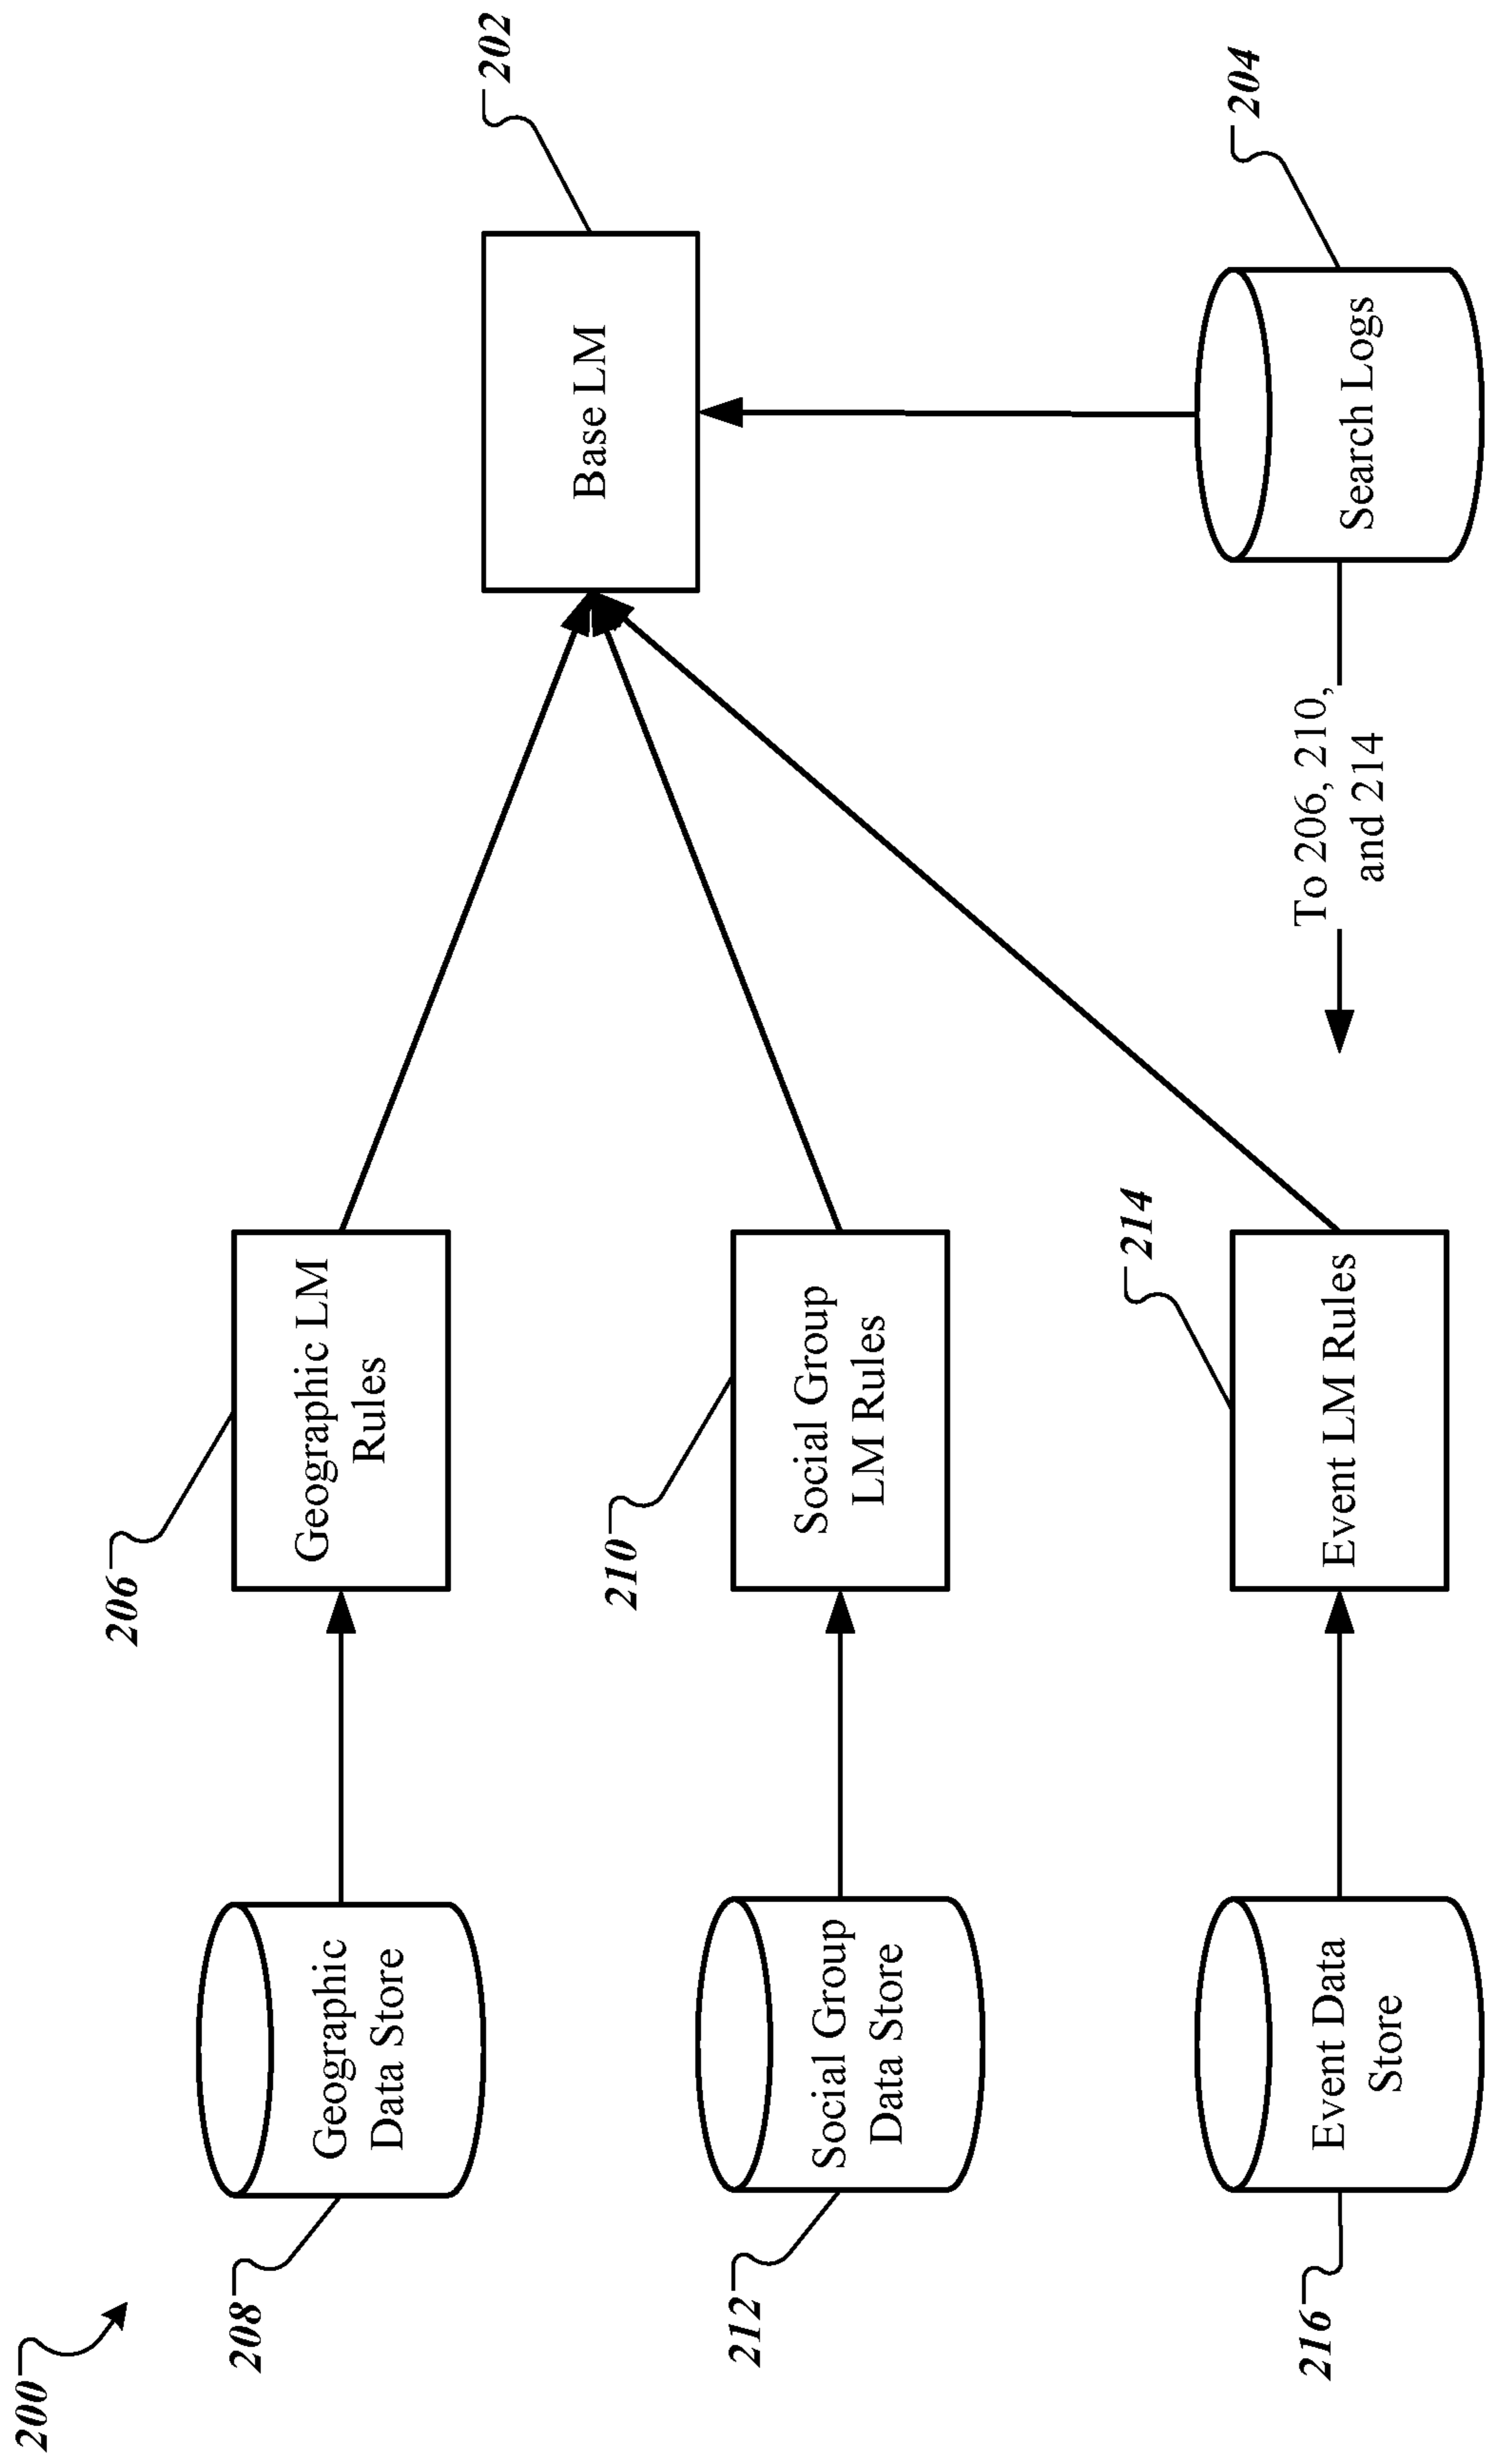 200
208
Geographic
Data Store
206
Geographic LM
Rules
202
Base LM
212
Social Group
Data Store
210
Social Group
LM Rules
216
Event Data
Store
214
Event LM Rules
To 206, 210,
and 214
204
Search Logs